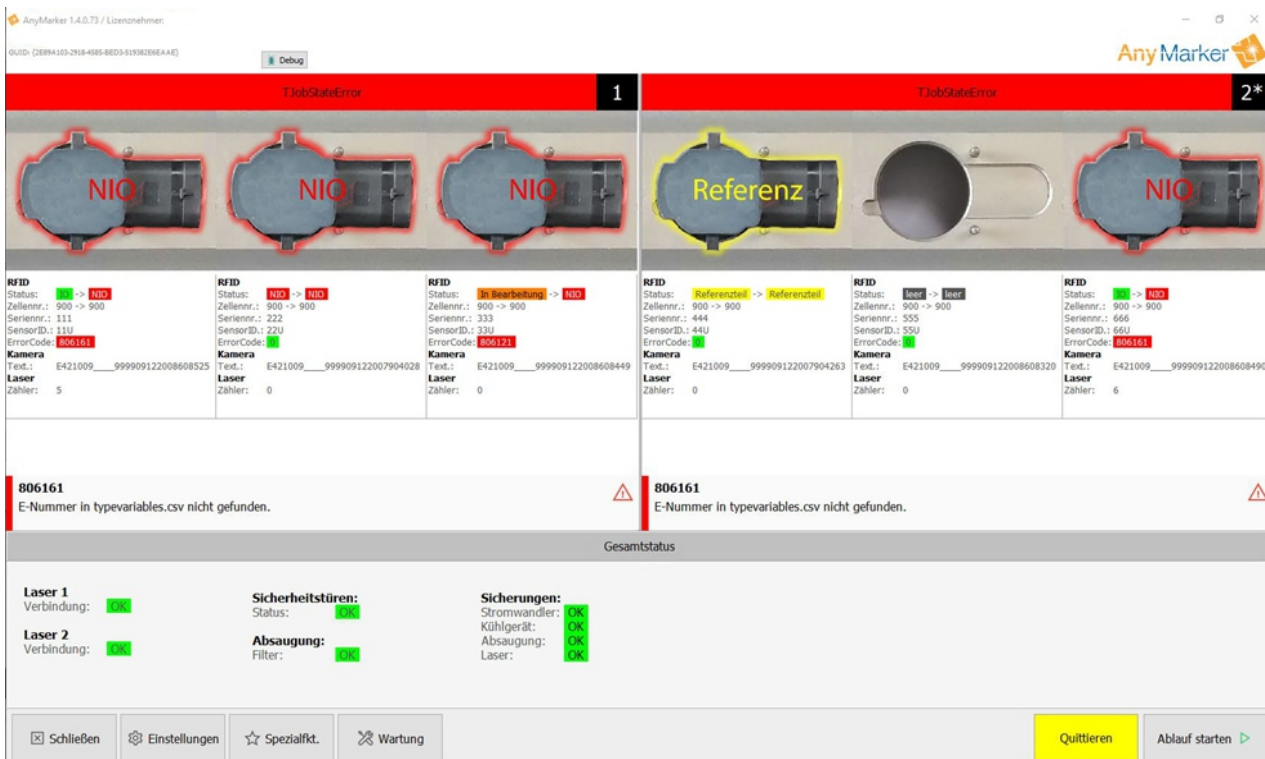 AnyMarker 1.4.0.73 / Lizenznehmer:
GUID: {2E89A103-2918-4585-BED3-519382E6EAAE}
Debug
AnyMarker
TJobStateError 1
NIO NIO NIO
RFID
Status: IO -> NIO
Zellennr.: 900 -> 900
Seriennr.: 111
SensorID.: 11U
ErrorCode: 806161
Kamera
Text.: E421009____999909122008608525
Laser
Zähler: 5
RFID
Status: NIO -> NIO
Zellennr.: 900 -> 900
Seriennr.: 222
SensorID.: 22U
ErrorCode: 0
Kamera
Text.: E421009____999909122007904028
Laser
Zähler: 0
RFID
Status: In Bearbeitung -> NIO
Zellennr.: 900 -> 900
Seriennr.: 333
SensorID.: 33U
ErrorCode: 806121
Kamera
Text.: E421009____999909122008608449
Laser
Zähler: 0
806161
E-Nummer in typevariables.csv nicht gefunden.
TJobStateError 2*
Referenz NIO
RFID
Status: Referenzteil -> Referenzteil
Zellennr.: 900 -> 900
Seriennr.: 444
SensorID.: 44U
ErrorCode: 0
Kamera
Text.: E421009____999909122007904263
Laser
Zähler: 0
RFID
Status: leer -> leer
Zellennr.: 900 -> 900
Seriennr.: 555
SensorID.: 55U
ErrorCode: 0
Kamera
Text.: E421009____999909122008608320
Laser
Zähler: 0
RFID
Status: IO -> NIO
Zellennr.: 900 -> 900
Seriennr.: 666
SensorID.: 66U
ErrorCode: 806161
Kamera
Text.: E421009____999909122008608490
Laser
Zähler: 6
806161
E-Nummer in typevariables.csv nicht gefunden.
Gesamtstatus
Laser 1
Verbindung: OK
Laser 2
Verbindung: OK
Sicherheitstüren:
Status: OK
Absaugung:
Filter: OK
Sicherungen:
Stromwandler: OK
Kühlgerät: OK
Absaugung: OK
Laser: OK
Schließen Einstellungen Spezialfkt. Wartung Quittieren Ablauf starten